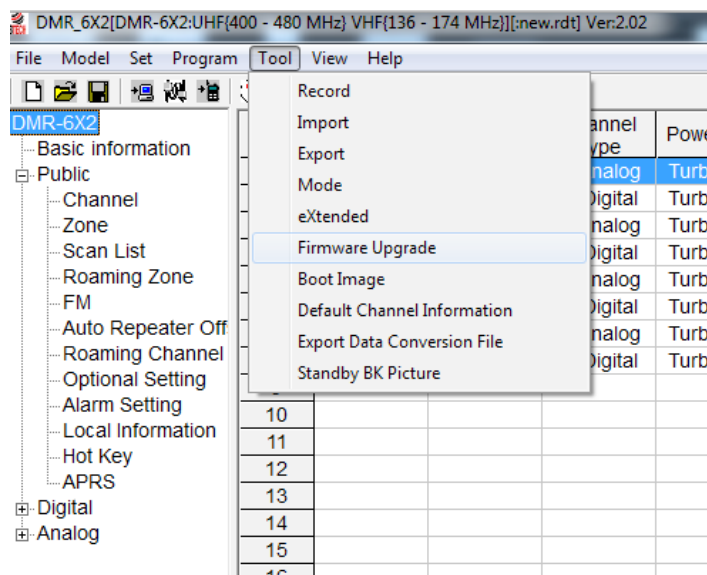 DMR_6X2[DMR-6X2:UHF{400 - 480 MHz} VHF{136 - 174 MHz}][:new.rdt] Ver:2.02
File Model Set Program Tool View Help
DMR-6X2
Basic information
Public
Channel
Zone
Scan List
Roaming Zone
FM
Auto Repeater Off
Roaming Channel
Optional Setting
Alarm Setting
Local Information
Hot Key
APRS
Digital
Analog
Record
Import
Export
Mode
eXtended
Firmware Upgrade
Boot Image
Default Channel Information
Export Data Conversion File
Standby BK Picture
annel
ype
Powe
nalog Turb
Digital Turb
nalog Turb
Digital Turb
nalog Turb
Digital Turb
nalog Turb
Digital Turb
10
11
12
13
14
15